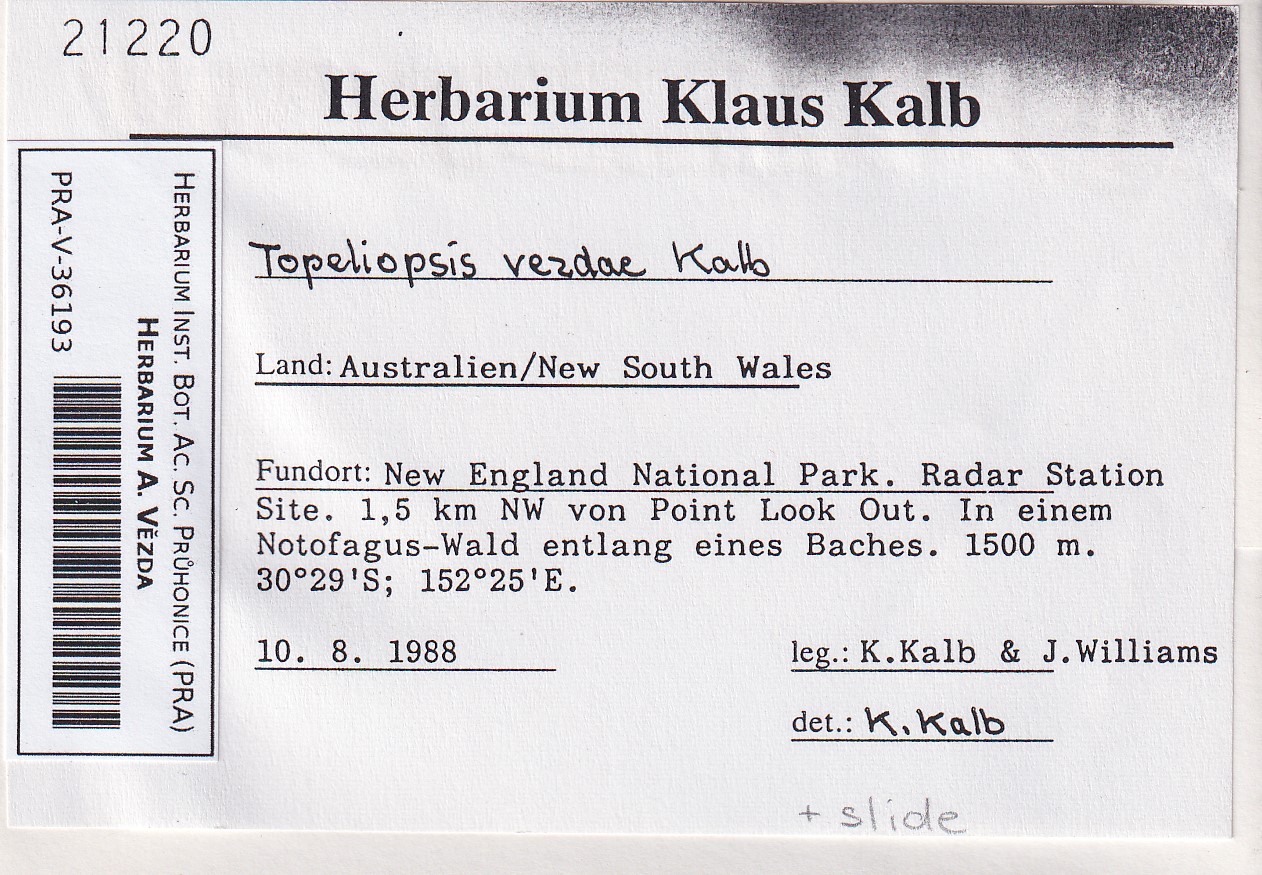 21220
Herbarium Klaus Kalb
HERBARIUM INST. BOT. AC. SC. PRŮHONICE (PRA)
HERBARIUM A. VĚZDA
PRA-V-36193
Topeliopsis vezdae Kalb
Land: Australien/New South Wales
Fundort: New England National Park. Radar Station
Site. 1,5 km NW von Point Look Out. In einem
Notofagus-Wald entlang eines Baches. 1500 m.
30°29'S; 152°25'E.
10. 8. 1988
leg.: K.Kalb & J.Williams
det.: K. Kalb
+ slide